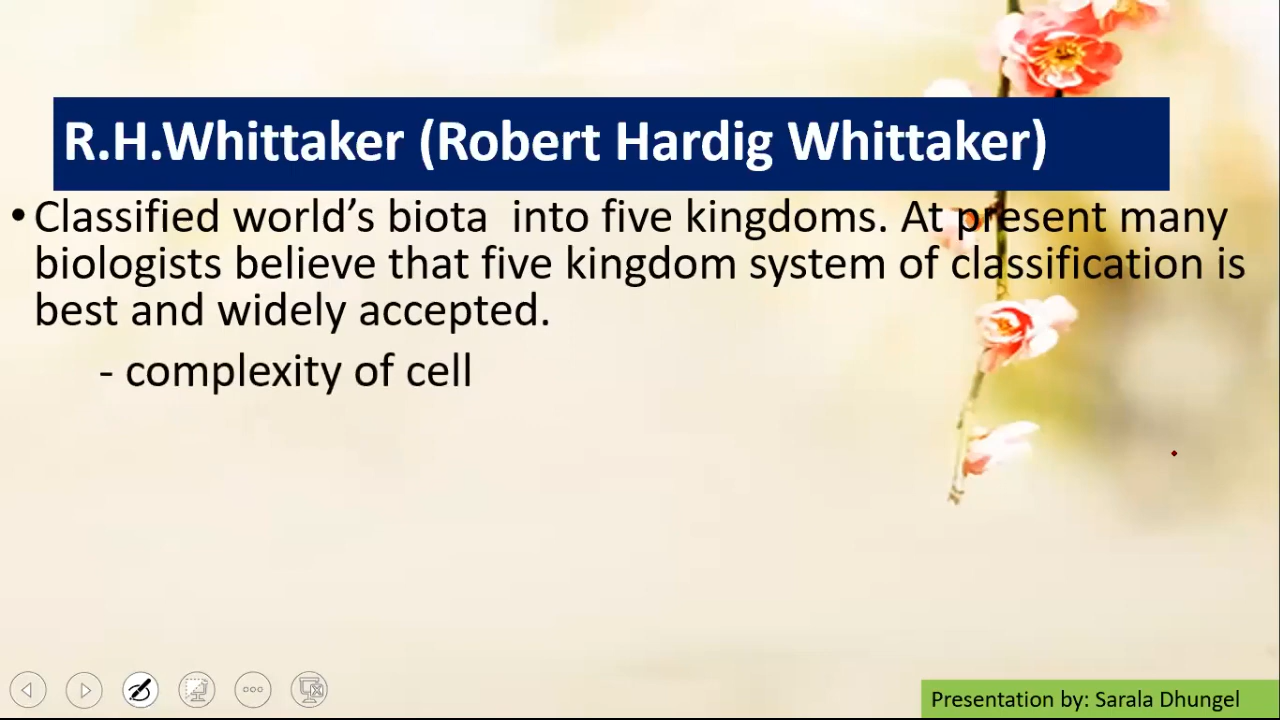 R.H.Whittaker (Robert Hardig Whittaker)
• Classified world’s biota  into five kingdoms. At present many
biologists believe that five kingdom system of classification is
best and widely accepted.
- complexity of cell
Presentation by: Sarala Dhungel